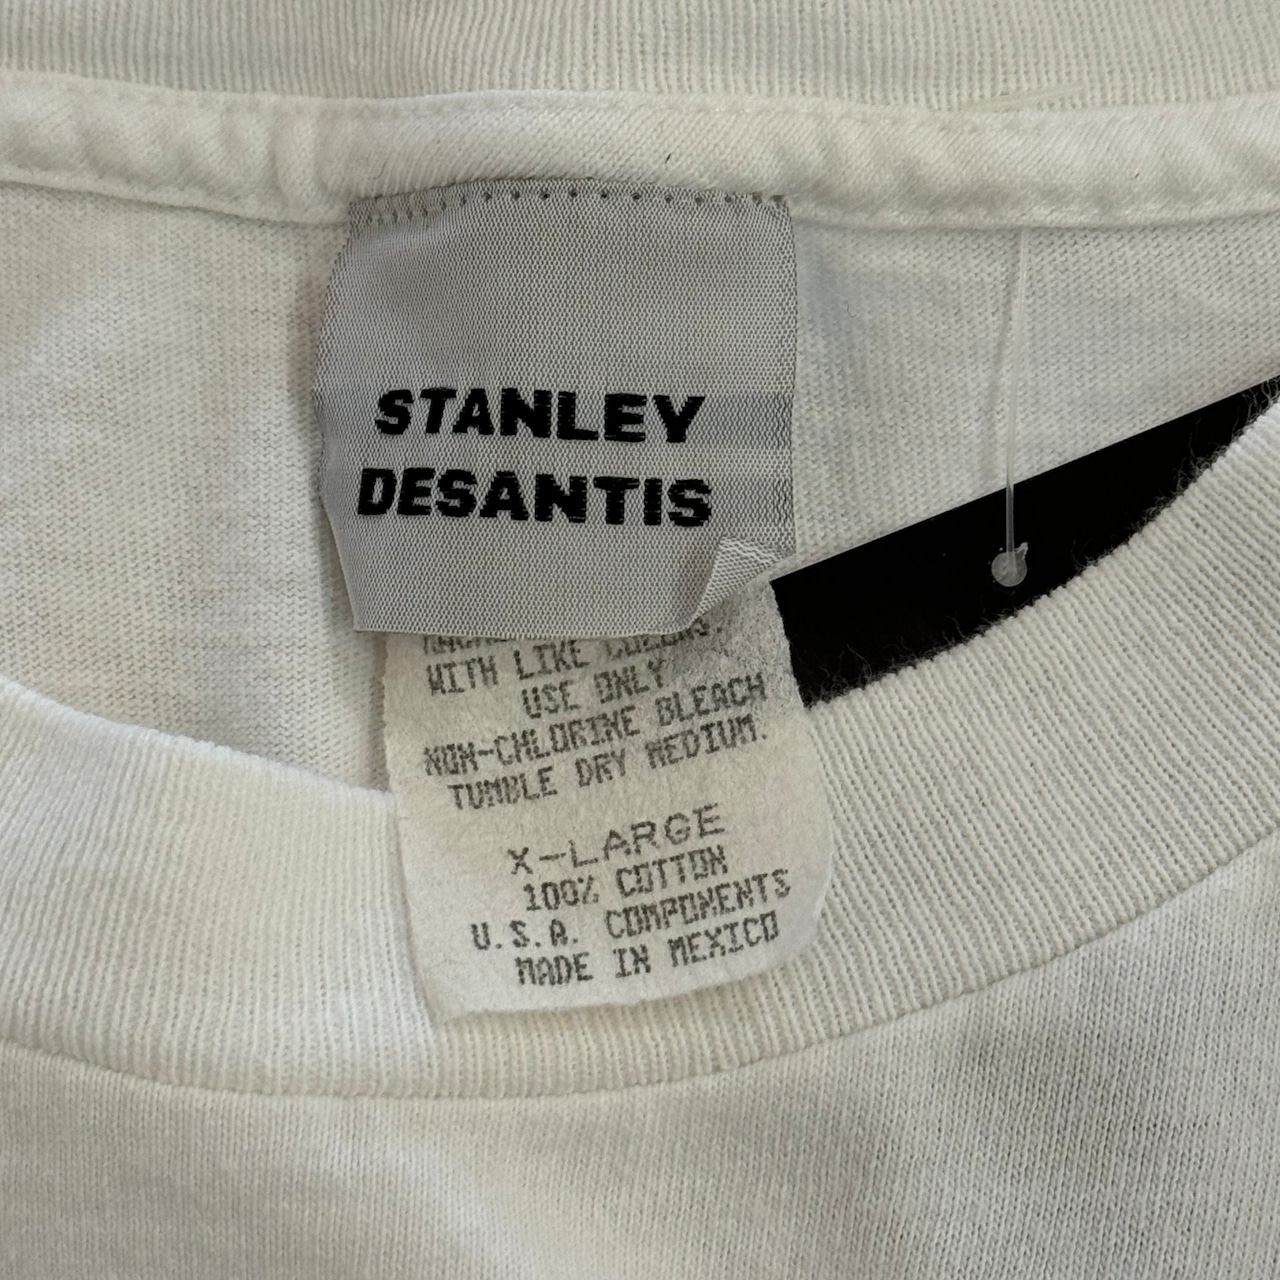 STANLEY
DESANTIS
WITH LIKE COLORS.
USE ONLY
NON-CHLORINE BLEACH
TUMBLE DRY MEDIUM.
X-LARGE
100% COTTON
U.S.A. COMPONENTS
MADE IN MEXICO